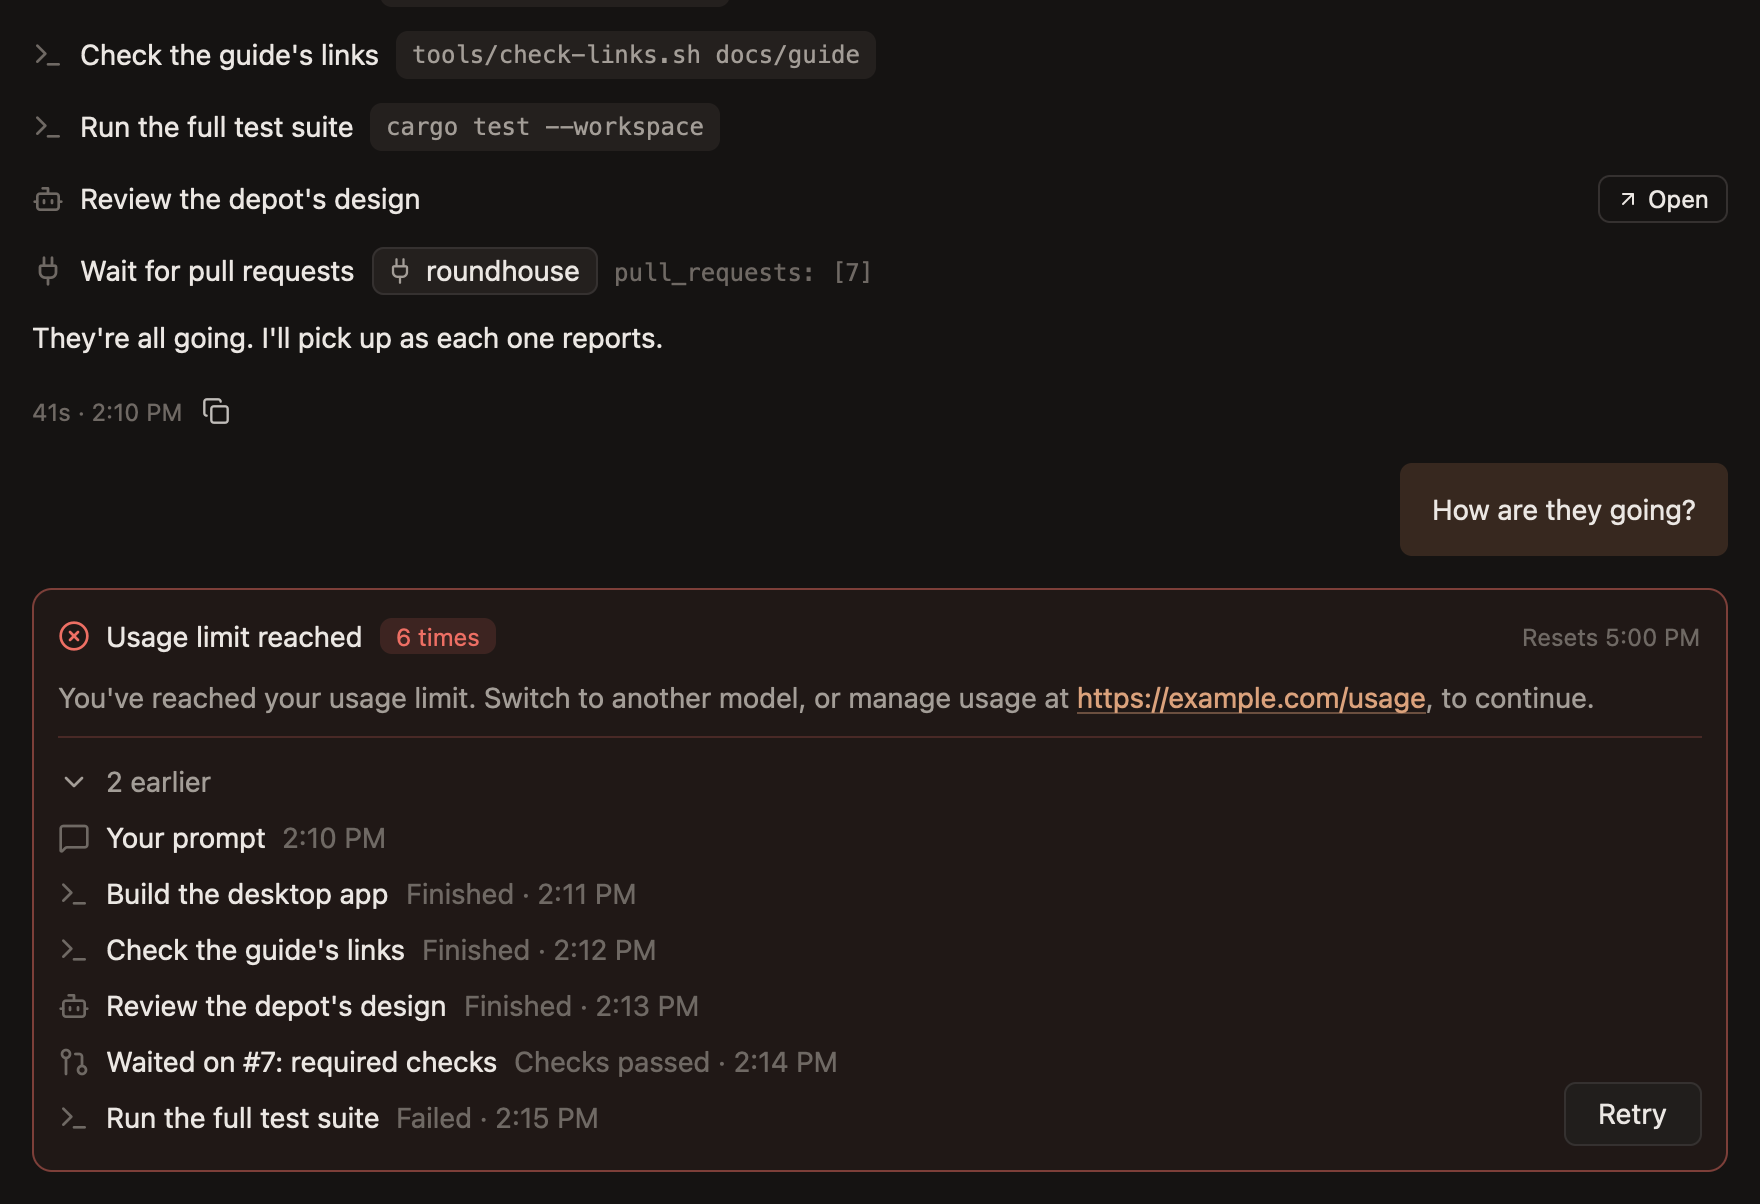 Check the guide's links tools/check-links.sh docs/guide
Run the full test suite cargo test --workspace
Review the depot's design Open
Wait for pull requests roundhouse pull_requests: [7]
They're all going. I'll pick up as each one reports.
41s · 2:10 PM
How are they going?
Usage limit reached 6 times Resets 5:00 PM
You've reached your usage limit. Switch to another model, or manage usage at https://example.com/usage, to continue.
2 earlier
Your prompt 2:10 PM
Build the desktop app Finished · 2:11 PM
Check the guide's links Finished · 2:12 PM
Review the depot's design Finished · 2:13 PM
Waited on #7: required checks Checks passed · 2:14 PM
Run the full test suite Failed · 2:15 PM
Retry